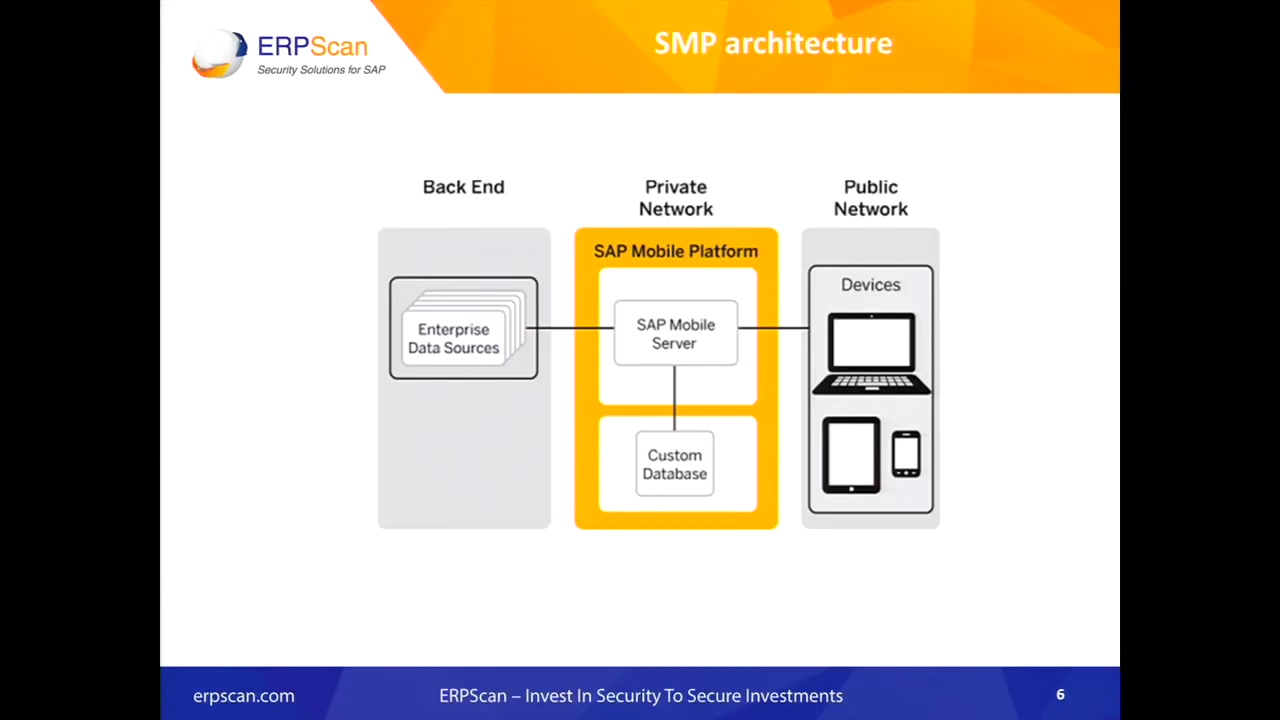 ERPScan
Security Solutions for SAP
SMP architecture
Back End
Private
Network
Public
Network
SAP Mobile Platform
Devices
Enterprise
Data Sources
SAP Mobile
Server
Custom
Database
erpscan.com
ERPScan – Invest In Security To Secure Investments
6